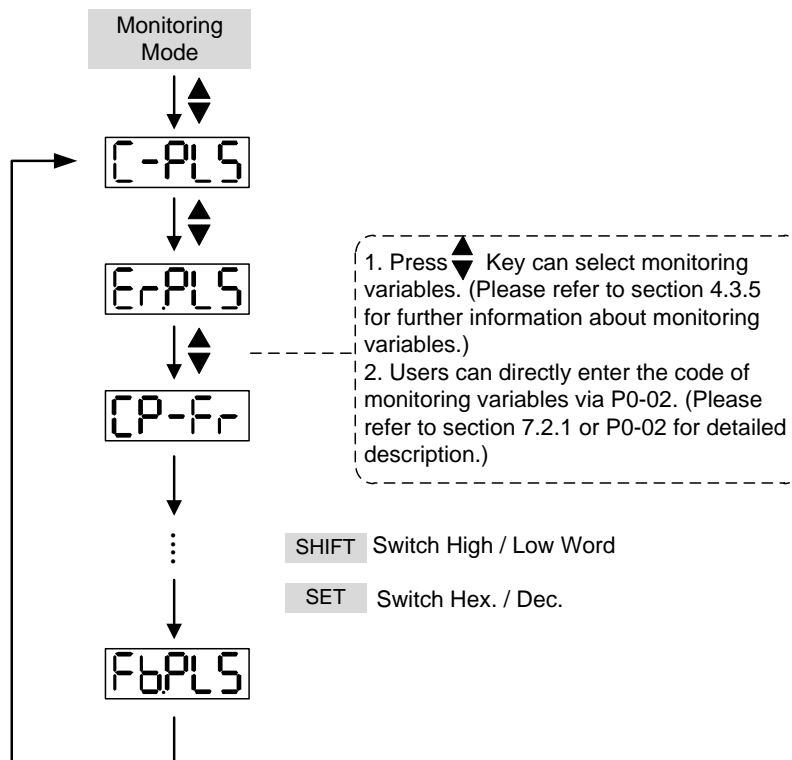 Monitoring
Mode
C-PLS
Er.PLS
1. Press Key can select monitoring
variables. (Please refer to section 4.3.5
for further information about monitoring
variables.)
2. Users can directly enter the code of
monitoring variables via P0-02. (Please
refer to section 7.2.1 or P0-02 for detailed
description.)
CP-Fr
SHIFT Switch High / Low Word
SET Switch Hex. / Dec.
Fb.PLS